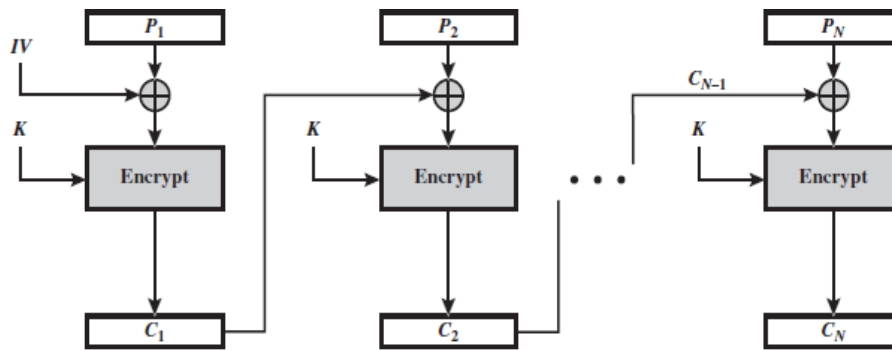 P1 P2 PN
IV
CN–1
K K K
Encrypt Encrypt Encrypt
C1 C2 CN